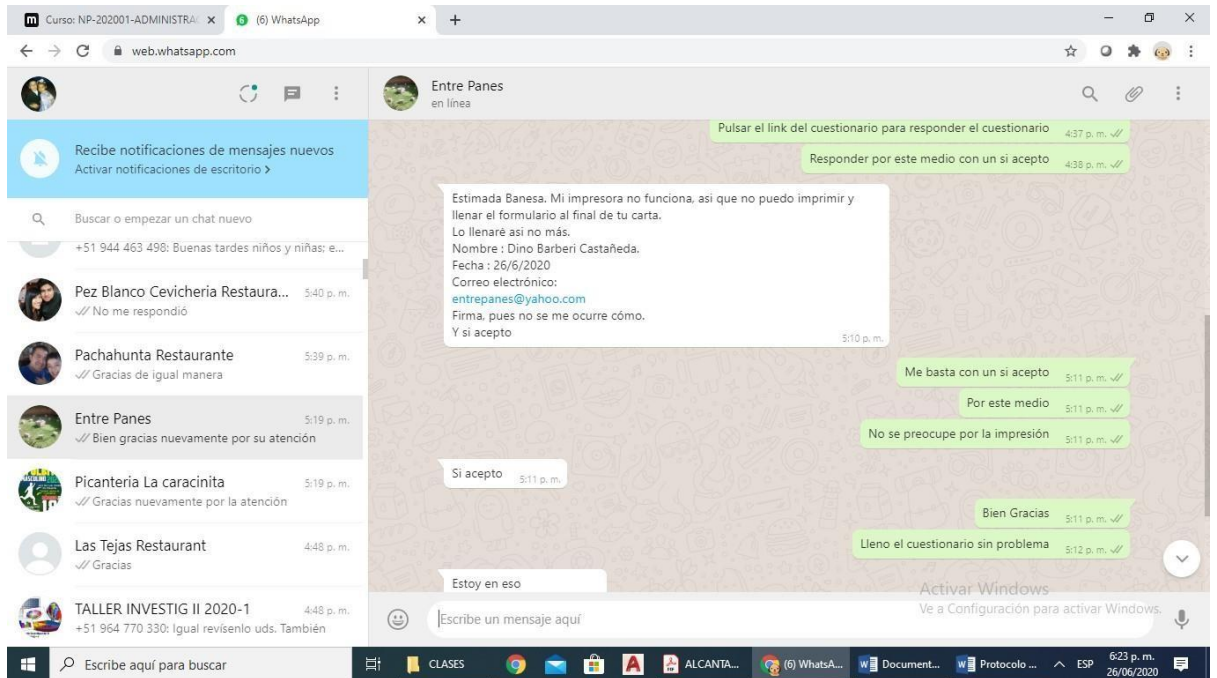 Curso: NP-202001-ADMINISTRA
(6) WhatsApp
web.whatsapp.com
Recibe notificaciones de mensajes nuevos
Activar notificaciones de escritorio >
Buscar o empezar un chat nuevo
+51 944 463 498: Buenas tardes niños y niñas; e...
Pez Blanco Cevicheria Restaura... 5:40 p. m.
No me respondió
Pachahunta Restaurante 5:39 p. m.
Gracias de igual manera
Entre Panes 5:19 p. m.
Bien gracias nuevamente por su atención
Picanteria La caracinita 5:19 p. m.
Gracias nuevamente por la atención
Las Tejas Restaurant 4:48 p. m.
Gracias
TALLER INVESTIG II 2020-1 4:48 p. m.
+51 964 770 330: Igual revísenlo uds. También
Entre Panes
en línea
Pulsar el link del cuestionario para responder el cuestionario 4:37 p. m.
Responder por este medio con un si acepto 4:38 p. m.
Estimada Banesa. Mi impresora no funciona, asi que no puedo imprimir y
llenar el formulario al final de tu carta.
Lo llenaré asi no más.
Nombre : Dino Barberi Castañeda.
Fecha : 26/6/2020
Correo electrónico:
entrepanes@yahoo.com
Firma, pues no se me ocurre cómo.
Y si acepto 5:10 p. m.
Me basta con un si acepto 5:11 p. m.
Por este medio 5:11 p. m.
No se preocupe por la impresión 5:11 p. m.
Si acepto 5:11 p. m.
Bien Gracias 5:11 p. m.
Lleno el cuestionario sin problema 5:12 p. m.
Estoy en eso
Activar Windows
Ve a Configuración para activar Windows.
Escribe un mensaje aquí
Escribe aquí para buscar
CLASES
ALCANTA...
(6) WhatsA...
Document...
Protocolo ...
ESP
6:23 p. m.
26/06/2020